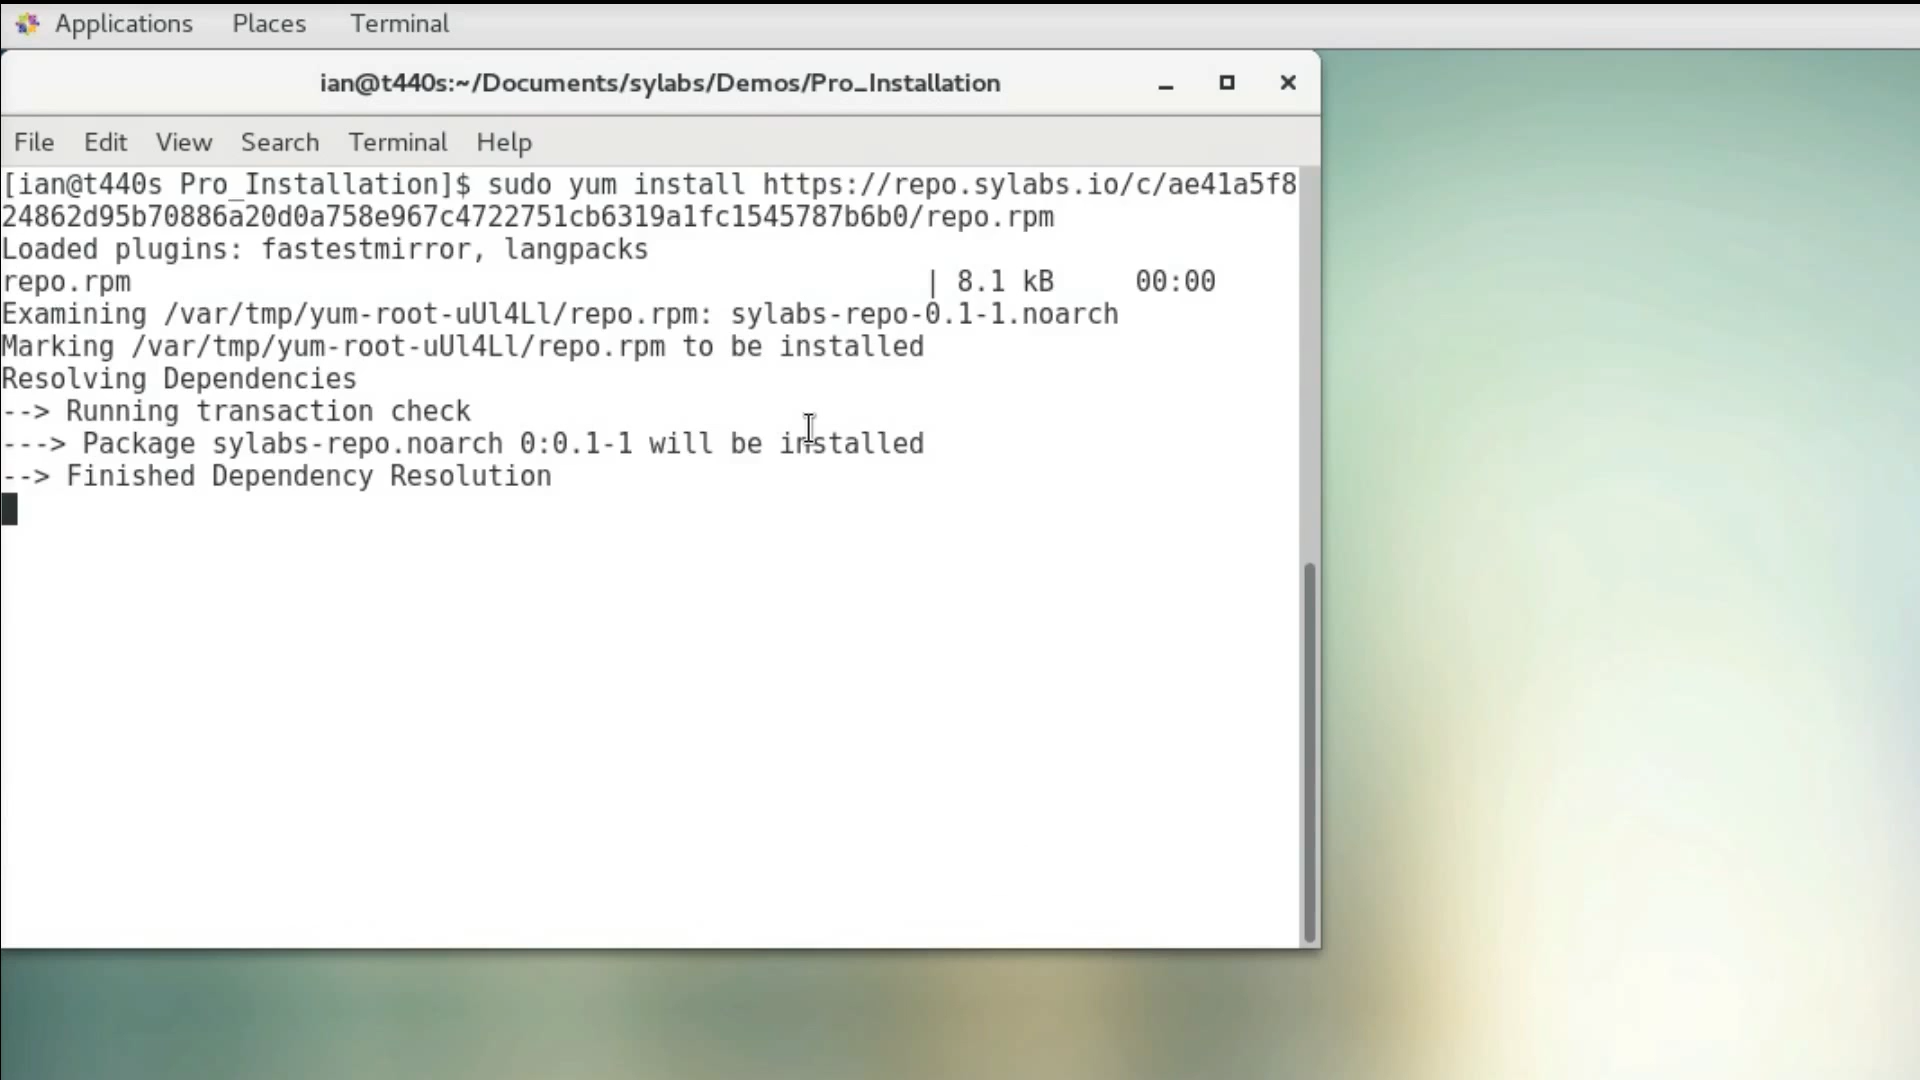 Applications Places Terminal
ian@t440s:~/Documents/sylabs/Demos/Pro_Installation
File Edit View Search Terminal Help
[ian@t440s Pro_Installation]$ sudo yum install https://repo.sylabs.io/c/ae41a5f8
24862d95b70886a20d0a758e967c4722751cb6319a1fc1545787b6b0/repo.rpm
Loaded plugins: fastestmirror, langpacks
repo.rpm | 8.1 kB 00:00
Examining /var/tmp/yum-root-uUl4Ll/repo.rpm: sylabs-repo-0.1-1.noarch
Marking /var/tmp/yum-root-uUl4Ll/repo.rpm to be installed
Resolving Dependencies
--> Running transaction check
---> Package sylabs-repo.noarch 0:0.1-1 will be installed
--> Finished Dependency Resolution